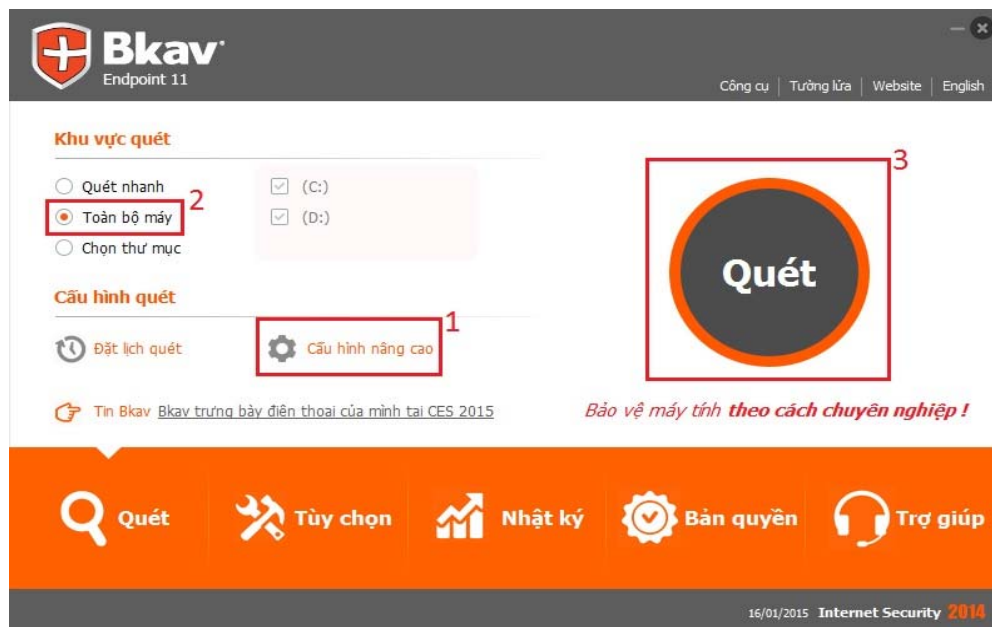 Bkav
Endpoint 11
Công cụ | Tường lửa | Website | English
Khu vực quét
Quét nhanh
(C:)
Toàn bộ máy
2
(D:)
Chọn thư mục
3
Quét
Cấu hình quét
1
Đặt lịch quét
Cấu hình nâng cao
Tin Bkav Bkav trưng bày điện thoại của mình tại CES 2015
Bảo vệ máy tính theo cách chuyên nghiệp !
Quét
Tùy chọn
Nhật ký
Bản quyền
Trợ giúp
16/01/2015 Internet Security 2014